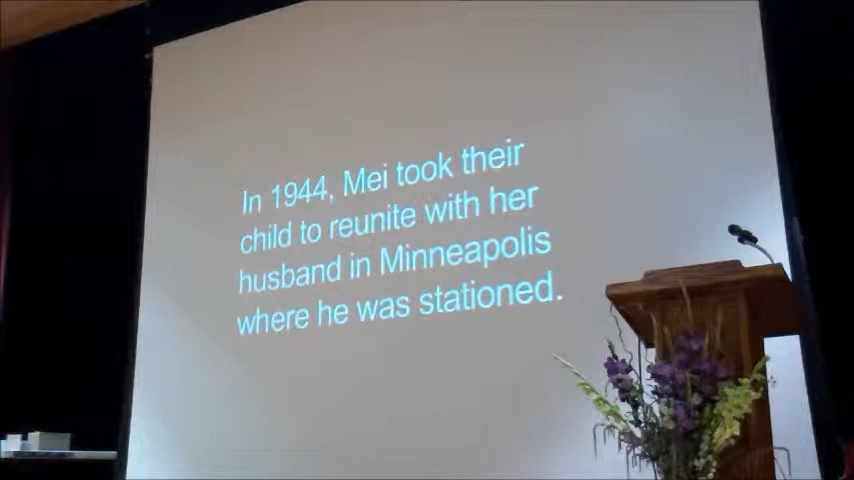 In 1944, Mei took their
child to reunite with her
husband in Minneapolis
where he was stationed.